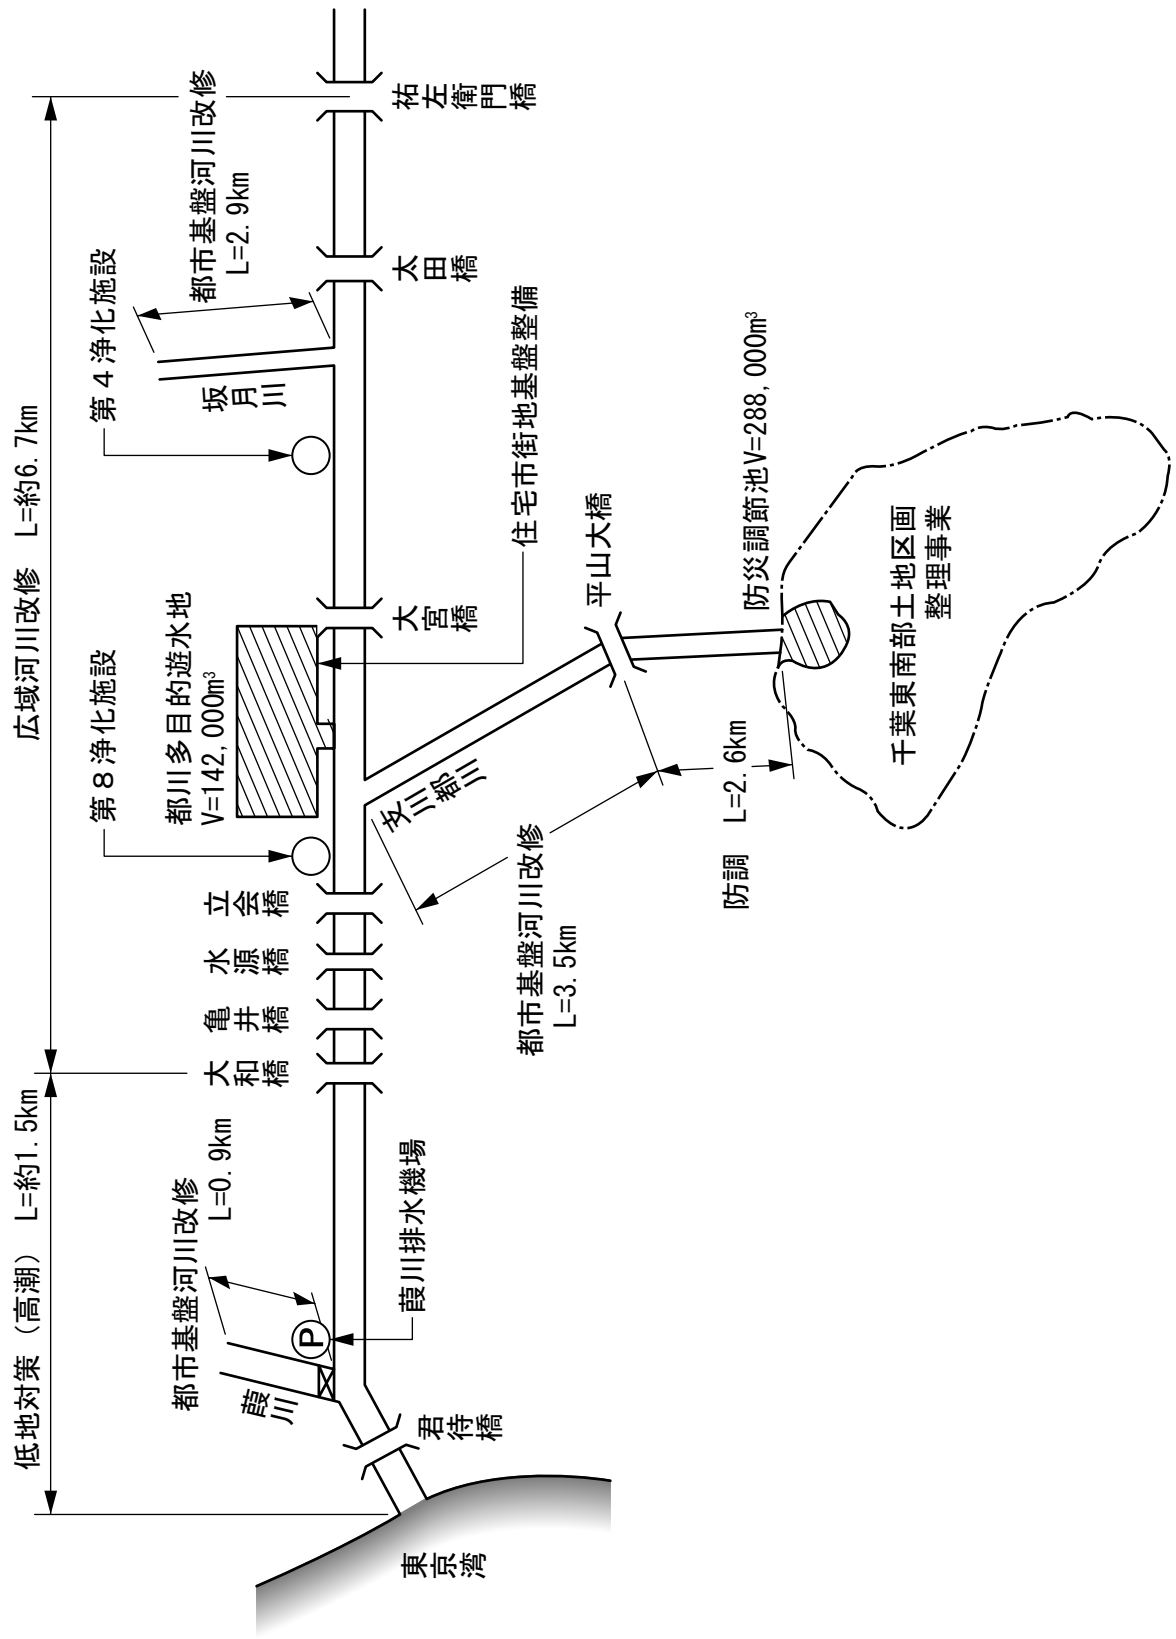 低地対策（高潮） L=約1.5km
広域河川改修 L=約6.7km
都市基盤河川改修
L=0.9km
葭川
P
葭川排水機場
君待橋
東京湾
大和橋
亀井橋
水源橋
立会橋
第８浄化施設
都川多目的遊水地
V=142,000m³
大宮橋
住宅市街地基盤整備
第４浄化施設
坂月川
都市基盤河川改修
L=2.9km
太田橋
祐左衛門橋
支川都川
都市基盤河川改修
L=3.5km
平山大橋
防調 L=2.6km
防災調節池V=288,000m³
千葉東南部土地区画
整理事業